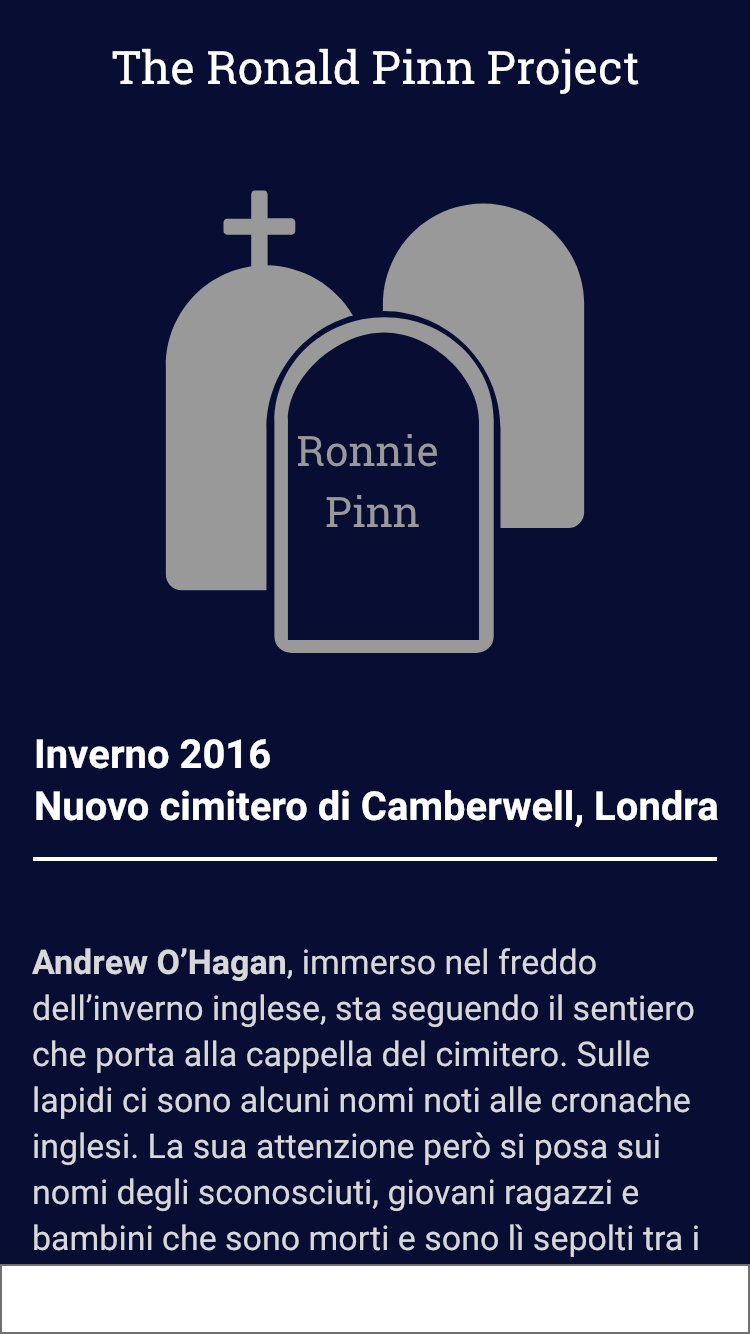 The Ronald Pinn Project
Ronnie
Pinn
Inverno 2016
Nuovo cimitero di Camberwell, Londra
Andrew O’Hagan, immerso nel freddo
dell’inverno inglese, sta seguendo il sentiero
che porta alla cappella del cimitero. Sulle
lapidi ci sono alcuni nomi noti alle cronache
inglesi. La sua attenzione però si posa sui
nomi degli sconosciuti, giovani ragazzi e
bambini che sono morti e sono lì sepolti tra i